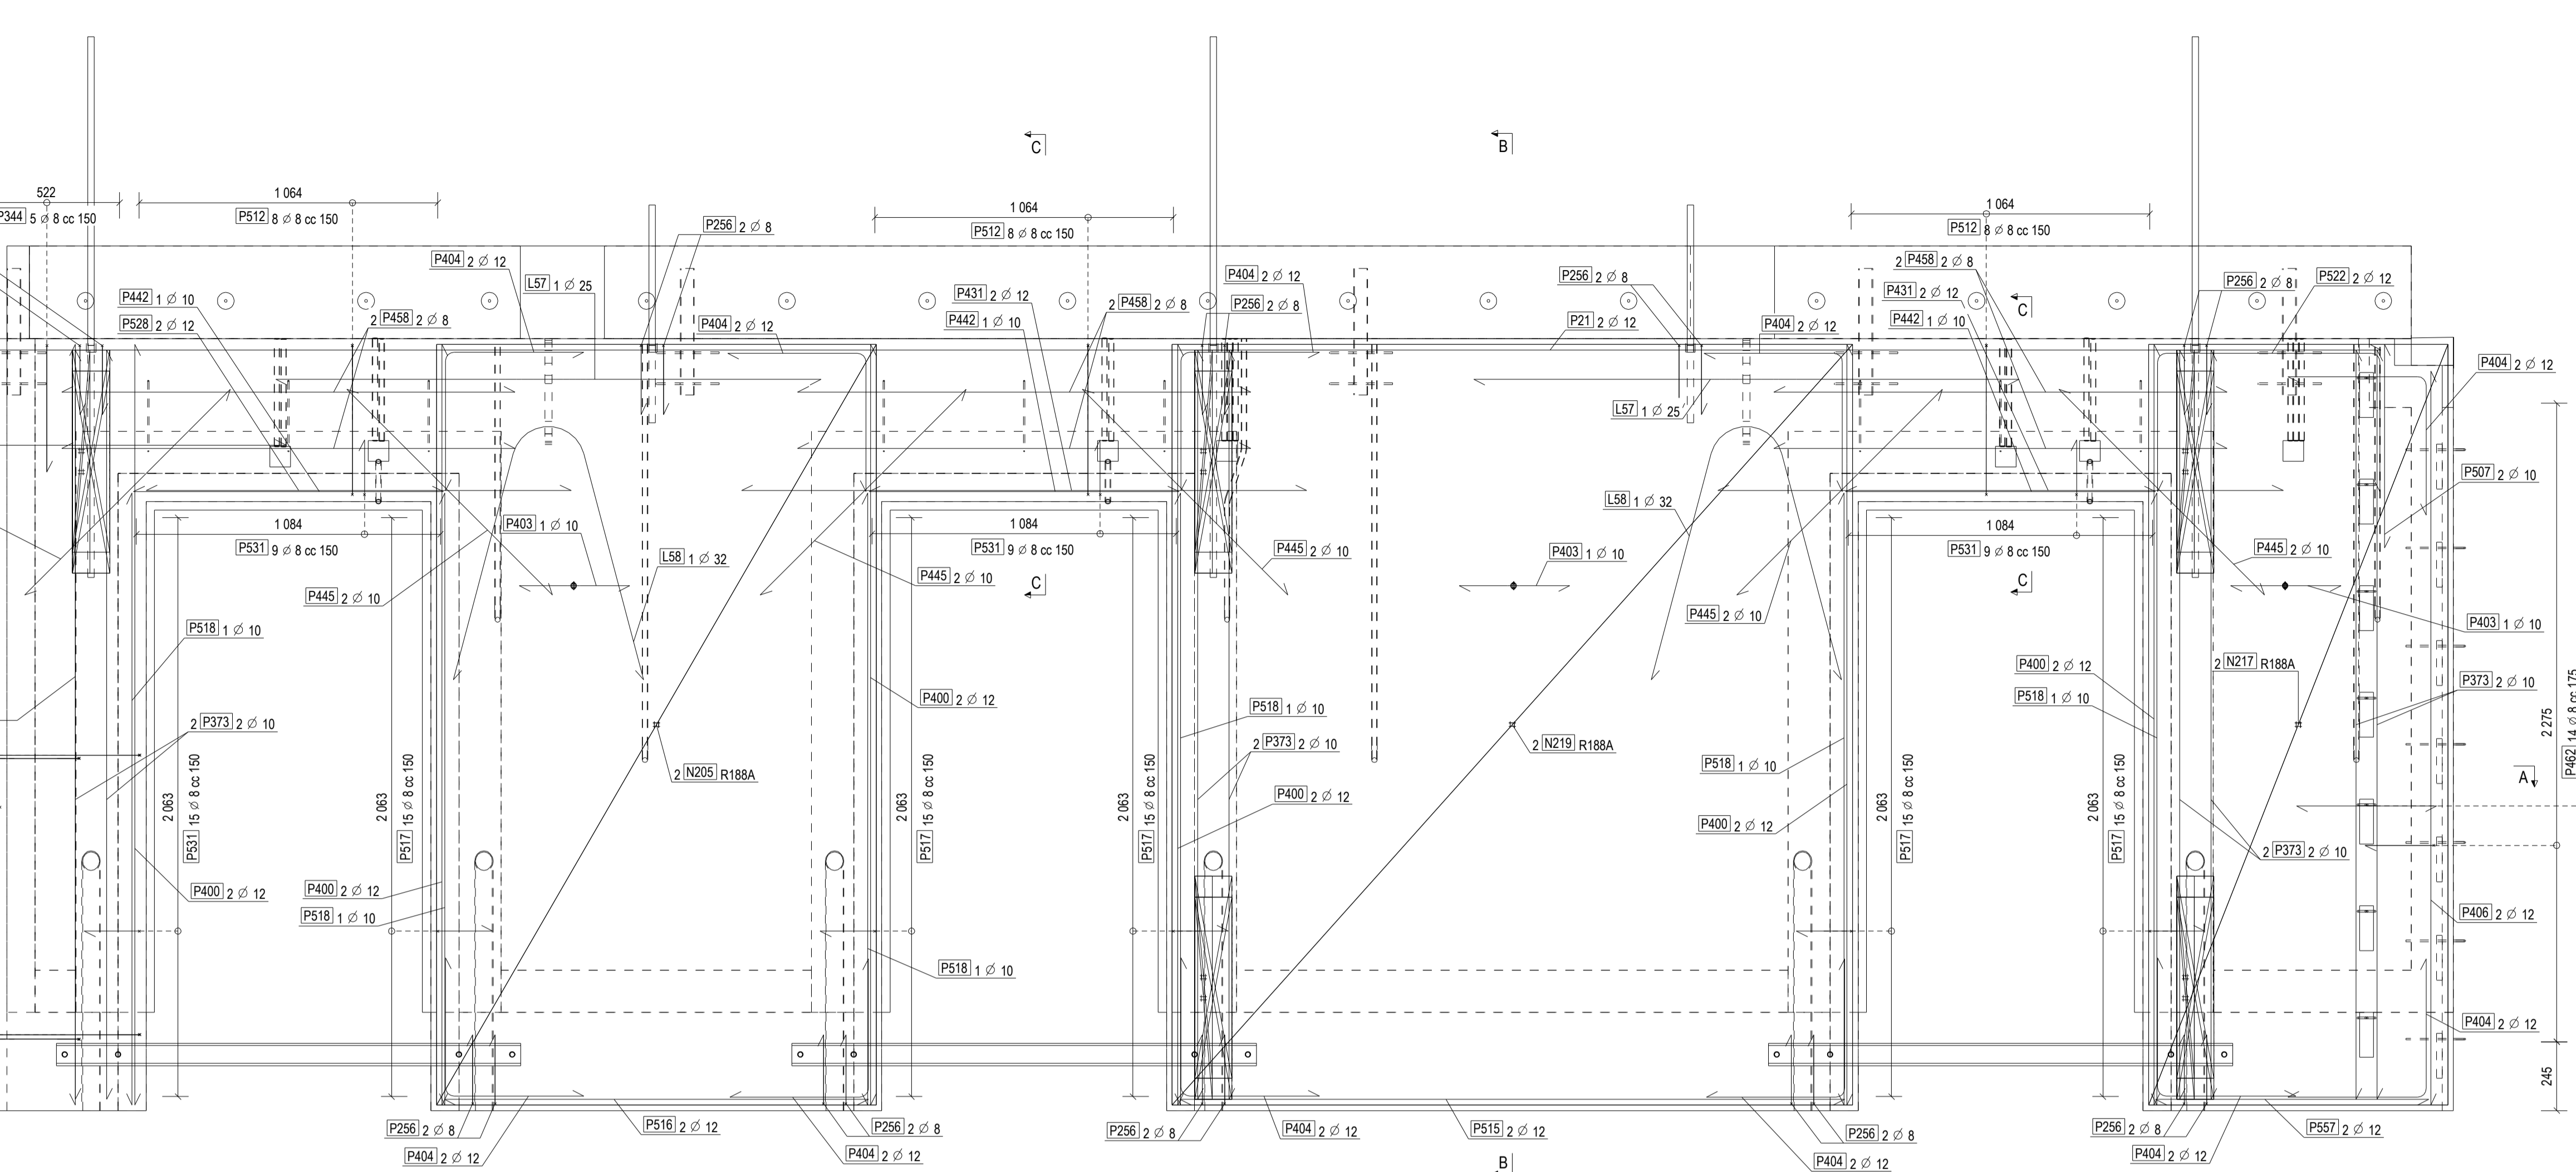 522
P344 5 ∅ 8 cc 150
1 064
P512 8 ∅ 8 cc 150
C
B
1 064
P512 8 ∅ 8 cc 150
1 064
P512 8 ∅ 8 cc 150
P256 2 ∅ 8
P404 2 ∅ 12
L57 1 ∅ 25
P442 1 ∅ 10
P528 2 ∅ 12
2 P458 2 ∅ 8
P404 2 ∅ 12
P431 2 ∅ 12
P442 1 ∅ 10
2 P458 2 ∅ 8
P404 2 ∅ 12
P256 2 ∅ 8
P21 2 ∅ 12
P256 2 ∅ 8
P404 2 ∅ 12
2 P458 2 ∅ 8
P431 2 ∅ 12
P442 1 ∅ 10
C
P256 2 ∅ 8
P522 2 ∅ 12
P404 2 ∅ 12
L57 1 ∅ 25
P507 2 ∅ 10
1 084
P531 9 ∅ 8 cc 150
P403 1 ∅ 10
L58 1 ∅ 32
P445 2 ∅ 10
1 084
P531 9 ∅ 8 cc 150
P445 2 ∅ 10
C
P445 2 ∅ 10
P403 1 ∅ 10
L58 1 ∅ 32
P445 2 ∅ 10
1 084
P531 9 ∅ 8 cc 150
C
P445 2 ∅ 10
P403 1 ∅ 10
P518 1 ∅ 10
2 P373 2 ∅ 10
P400 2 ∅ 12
P518 1 ∅ 10
2 P373 2 ∅ 10
P400 2 ∅ 12
P400 2 ∅ 12
P518 1 ∅ 10
2 N217 R188A
P373 2 ∅ 10
2 N205 R188A
2 N219 R188A
P518 1 ∅ 10
P400 2 ∅ 12
2 063
P531 15 ∅ 8 cc 150
2 063
P517 15 ∅ 8 cc 150
2 063
P517 15 ∅ 8 cc 150
2 063
P517 15 ∅ 8 cc 150
2 063
P517 15 ∅ 8 cc 150
2 063
P517 15 ∅ 8 cc 150
2 275
P462 14 ∅ 8 cc 175
A
P400 2 ∅ 12
P400 2 ∅ 12
P518 1 ∅ 10
P518 1 ∅ 10
2 P373 2 ∅ 10
P406 2 ∅ 12
P404 2 ∅ 12
245
P256 2 ∅ 8
P404 2 ∅ 12
P516 2 ∅ 12
P256 2 ∅ 8
P404 2 ∅ 12
P256 2 ∅ 8
P404 2 ∅ 12
P515 2 ∅ 12
B
P256 2 ∅ 8
P404 2 ∅ 12
P256 2 ∅ 8
P404 2 ∅ 12
P557 2 ∅ 12